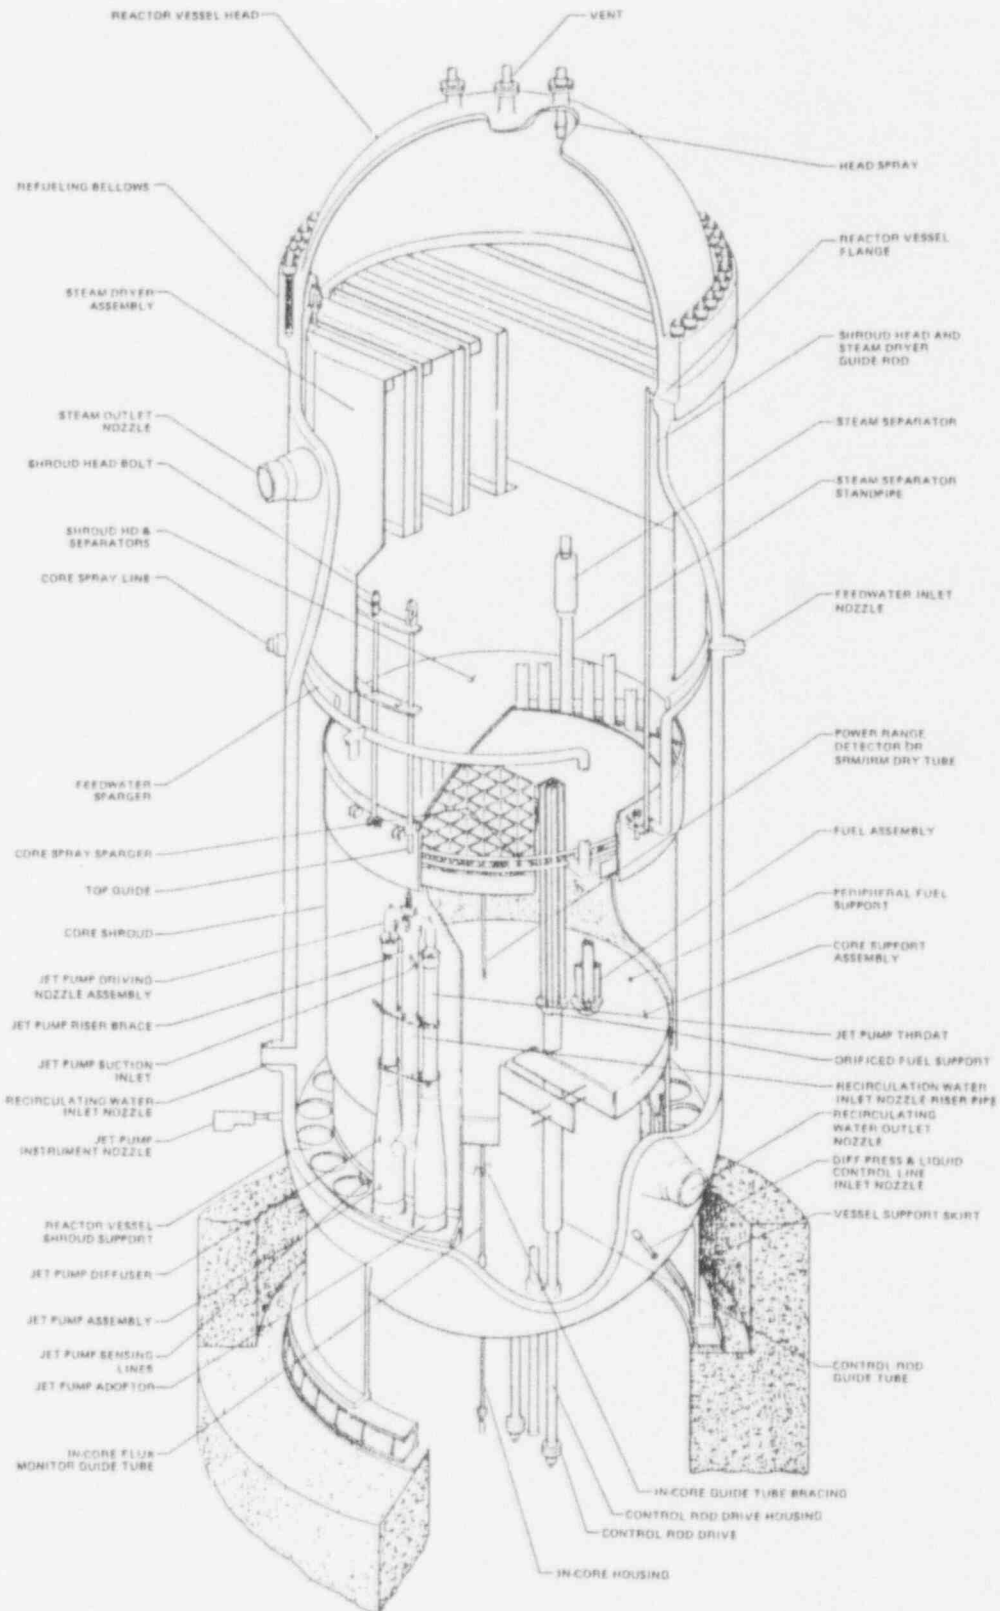 REACTOR VESSEL HEAD
VENT
HEAD SPRAY
REFUELING BELLOWS
REACTOR VESSEL
FLANGE
STEAM DRYER
ASSEMBLY
SHROUD HEAD AND
STEAM DRYER
GUIDE ROD
STEAM OUTLET
NOZZLE
STEAM SEPARATOR
SHROUD HEAD BOLT
STEAM SEPARATOR
STANDPIPE
SHROUD HD &
SEPARATORS
CORE SPRAY LINE
FEEDWATER INLET
NOZZLE
POWER RANGE
DETECTOR OR
SRM/IRM DRY TUBE
FEEDWATER
SPARGER
FUEL ASSEMBLY
CORE SPRAY SPARGER
TOP GUIDE
PERIPHERAL FUEL
SUPPORT
CORE SHROUD
CORE SUPPORT
ASSEMBLY
JET PUMP DRIVING
NOZZLE ASSEMBLY
JET PUMP RISER BRACE
JET PUMP THROAT
JET PUMP SUCTION
INLET
ORIFICED FUEL SUPPORT
RECIRCULATION WATER
INLET NOZZLE RISER PIPE
RECIRCULATING WATER
INLET NOZZLE
RECIRCULATING
WATER OUTLET
NOZZLE
JET PUMP
INSTRUMENT NOZZLE
DIFF PRESS & LIQUID
CONTROL LINE
INLET NOZZLE
VESSEL SUPPORT SKIRT
REACTOR VESSEL
SHROUD SUPPORT
JET PUMP DIFFUSER
JET PUMP ASSEMBLY
JET PUMP SENSING
LINES
CONTROL ROD
GUIDE TUBE
JET PUMP ADOPTOR
IN-CORE FLUX
MONITOR GUIDE TUBE
IN-CORE GUIDE TUBE BRACING
CONTROL ROD DRIVE HOUSING
CONTROL ROD DRIVE
IN-CORE HOUSING